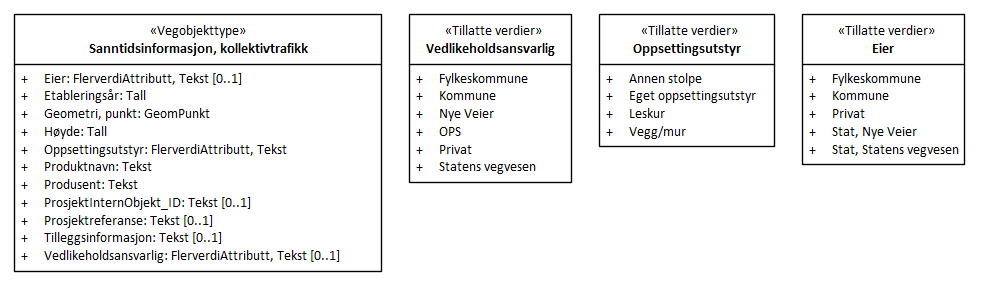 «Vegobjekttype»
Sanntidsinformasjon, kollektivtrafikk
+ Eier: FlerverdiAttributt, Tekst [0..1]
+ Etableringsår: Tall
+ Geometri, punkt: GeomPunkt
+ Høyde: Tall
+ Oppsettingsutstyr: FlerverdiAttributt, Tekst
+ Produktnavn: Tekst
+ Produsent: Tekst
+ ProsjektInternObjekt_ID: Tekst [0..1]
+ Prosjektreferanse: Tekst [0..1]
+ Tilleggsinformasjon: Tekst [0..1]
+ Vedlikeholdsansvarlig: FlerverdiAttributt, Tekst [0..1]
«Tillatte verdier»
Vedlikeholdsansvarlig
+ Fylkeskommune
+ Kommune
+ Nye Veier
+ OPS
+ Privat
+ Statens vegvesen
«Tillatte verdier»
Oppsettingsutstyr
+ Annen stolpe
+ Eget oppsettingsutstyr
+ Leskur
+ Vegg/mur
«Tillatte verdier»
Eier
+ Fylkeskommune
+ Kommune
+ Privat
+ Stat, Nye Veier
+ Stat, Statens vegvesen